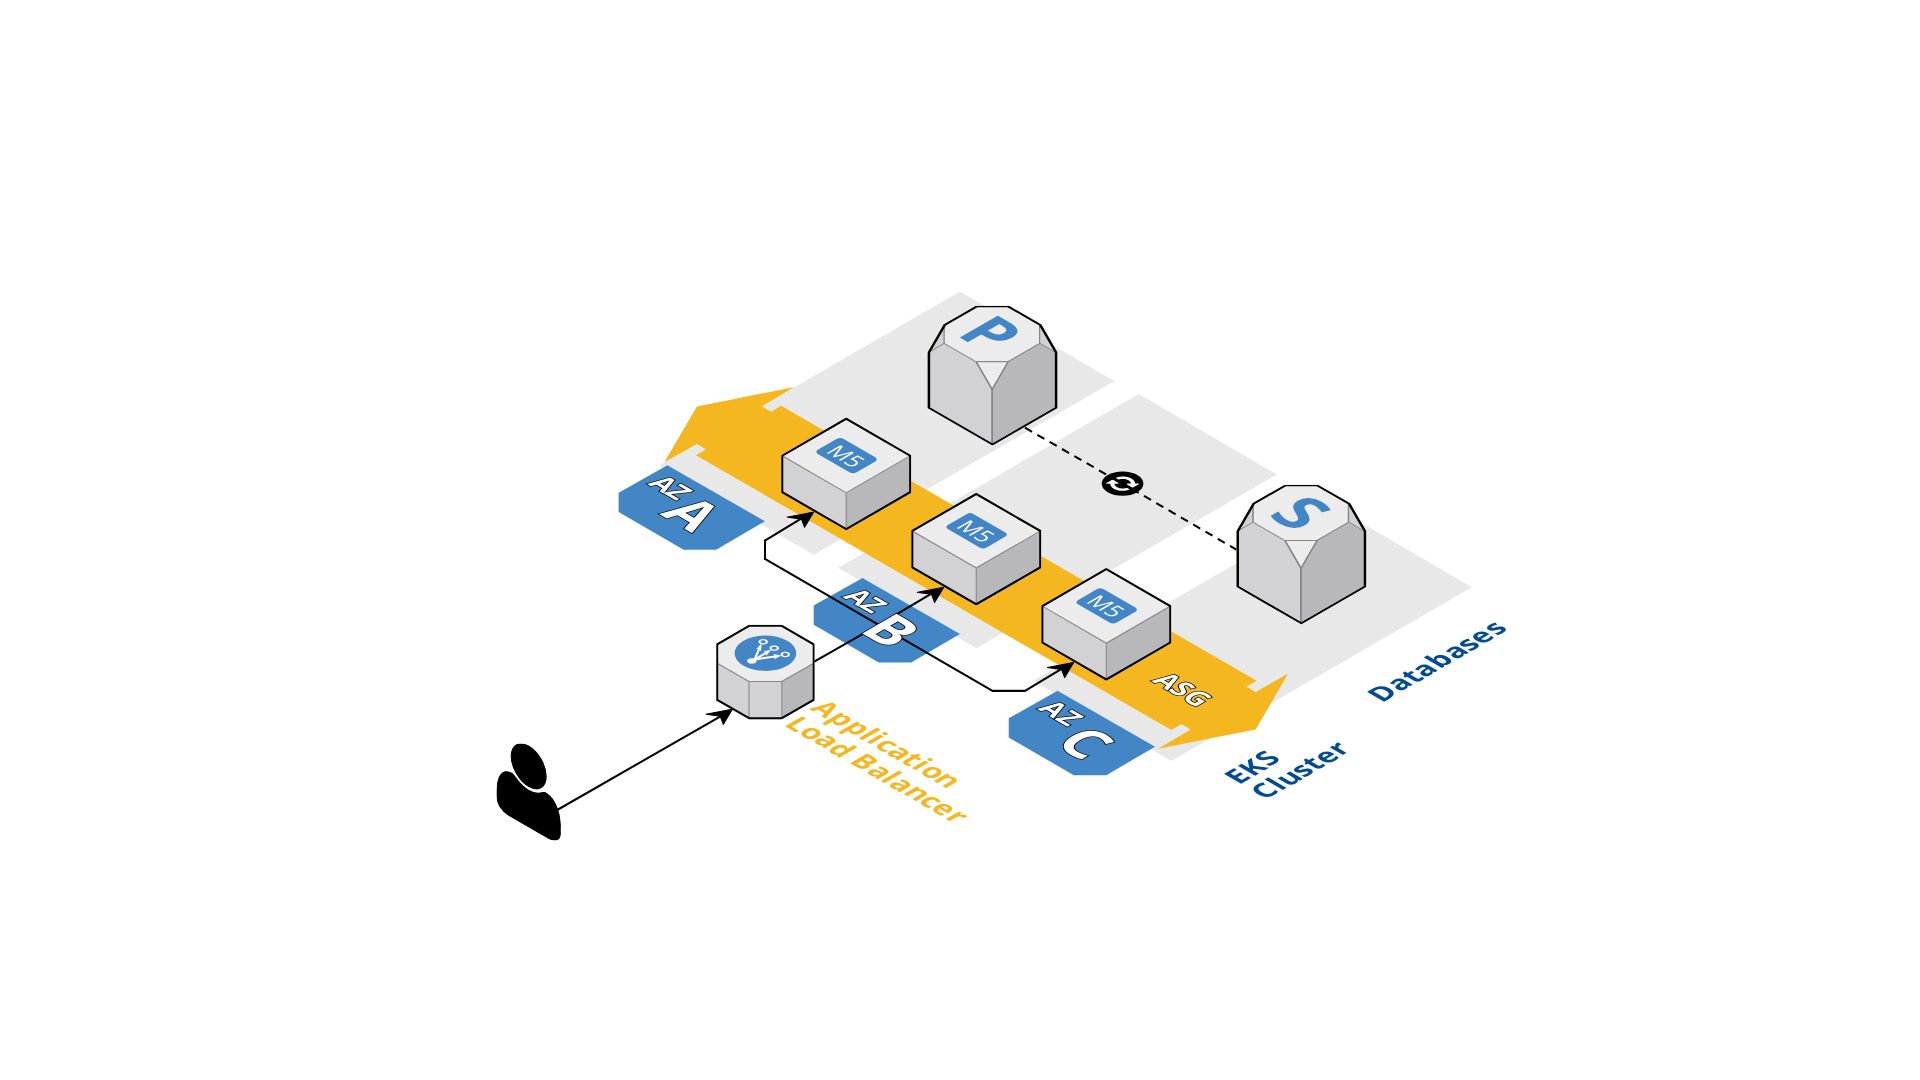 P
M5
S
AZ A
M5
M5
AZ B
ASG
AZ C
Application
Load Balancer
Databases
EKS
Cluster